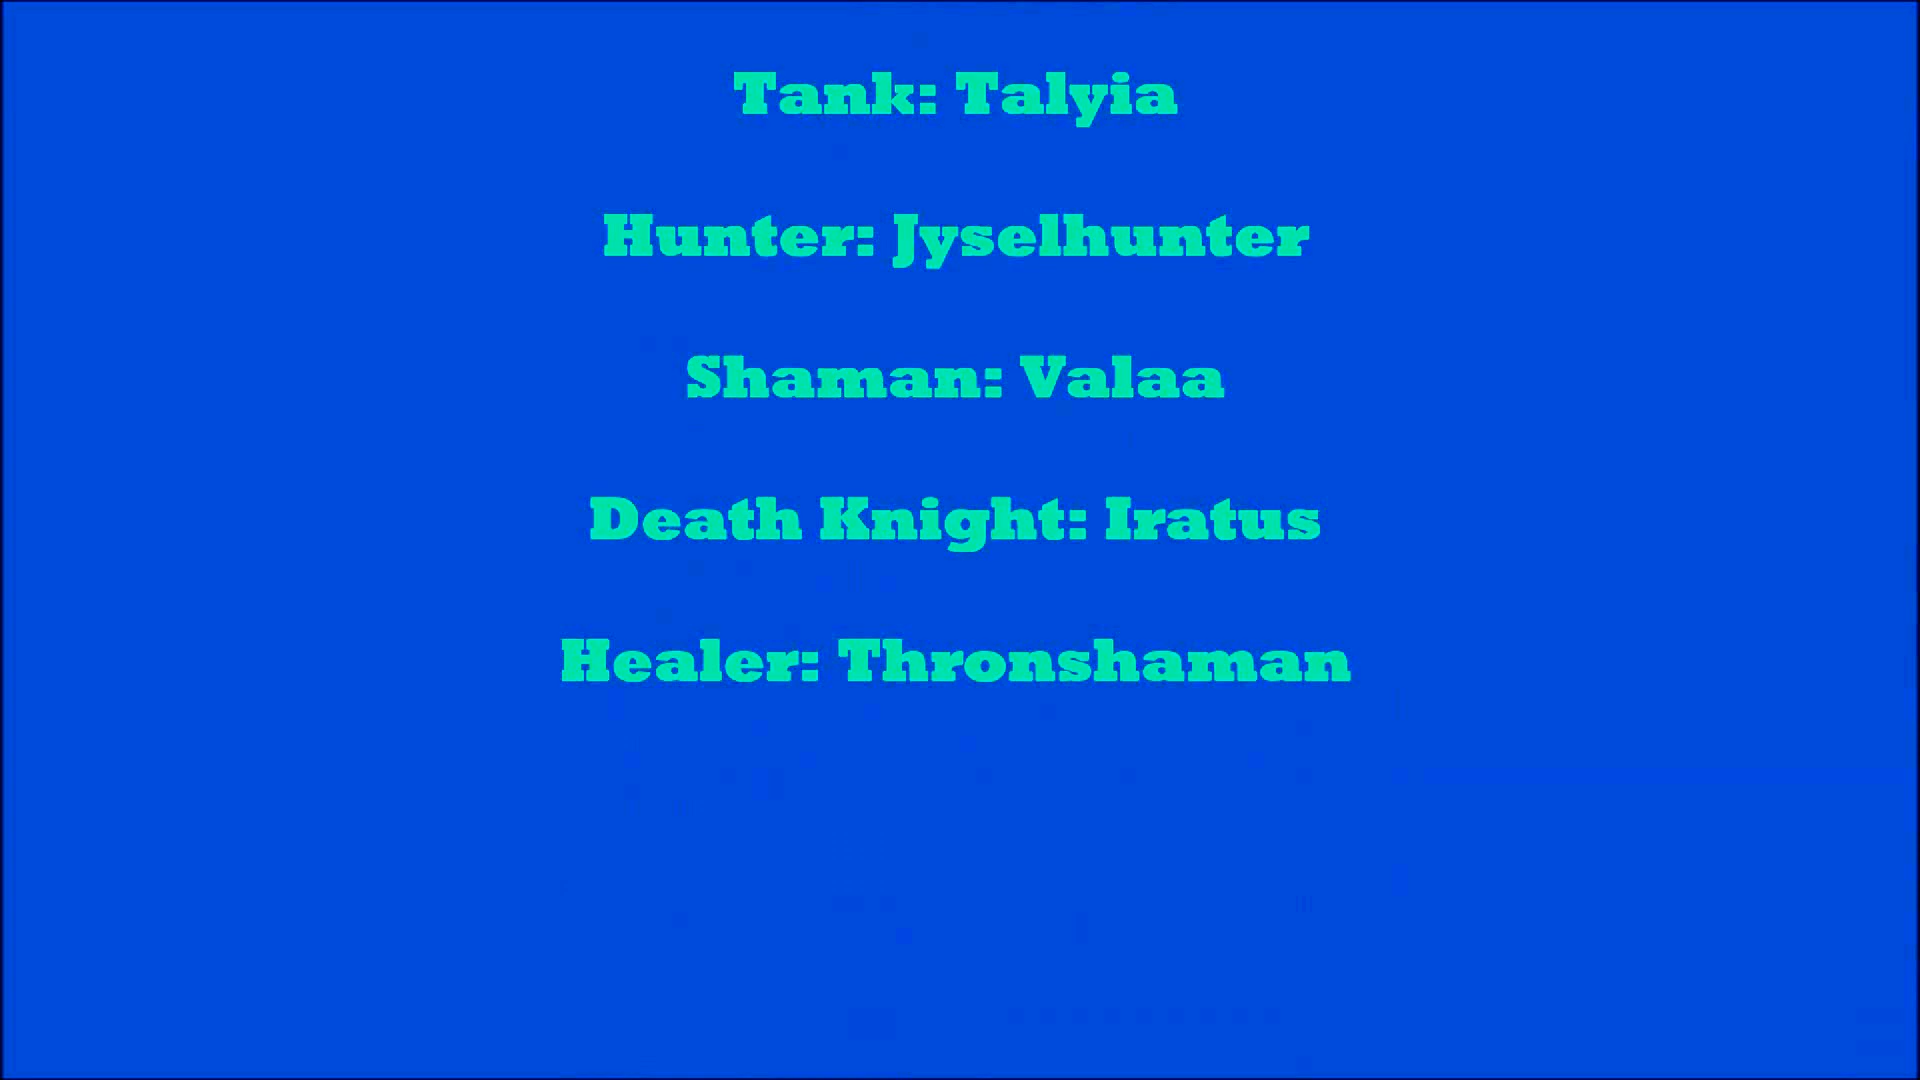 Tank: Talyia
Hunter: Jyselhunter
Shaman: Valaa
Death Knight: Iratus
Healer: Thronshaman